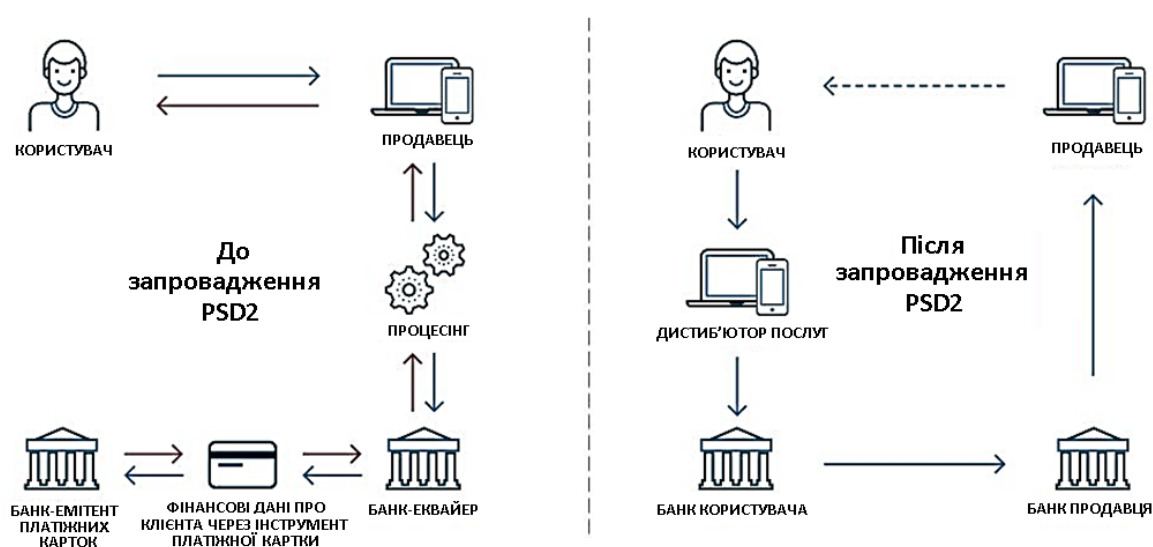 КОРИСТУВАЧ
ПРОДАВЕЦЬ
До
запровадження
PSD2
ПРОЦЕСІНГ
БАНК-ЕМІТЕНТ
ПЛАТІЖНИХ
КАРТОК
ФІНАНСОВІ ДАНІ ПРО
КЛІЄНТА ЧЕРЕЗ ІНСТРУМЕНТ
ПЛАТІЖНОЇ КАРТКИ
БАНК-ЕКВАЙЕР
КОРИСТУВАЧ
ПРОДАВЕЦЬ
Після
запровадження
PSD2
ДИСТИБ’ЮТОР ПОСЛУГ
БАНК КОРИСТУВАЧА
БАНК ПРОДАВЦЯ